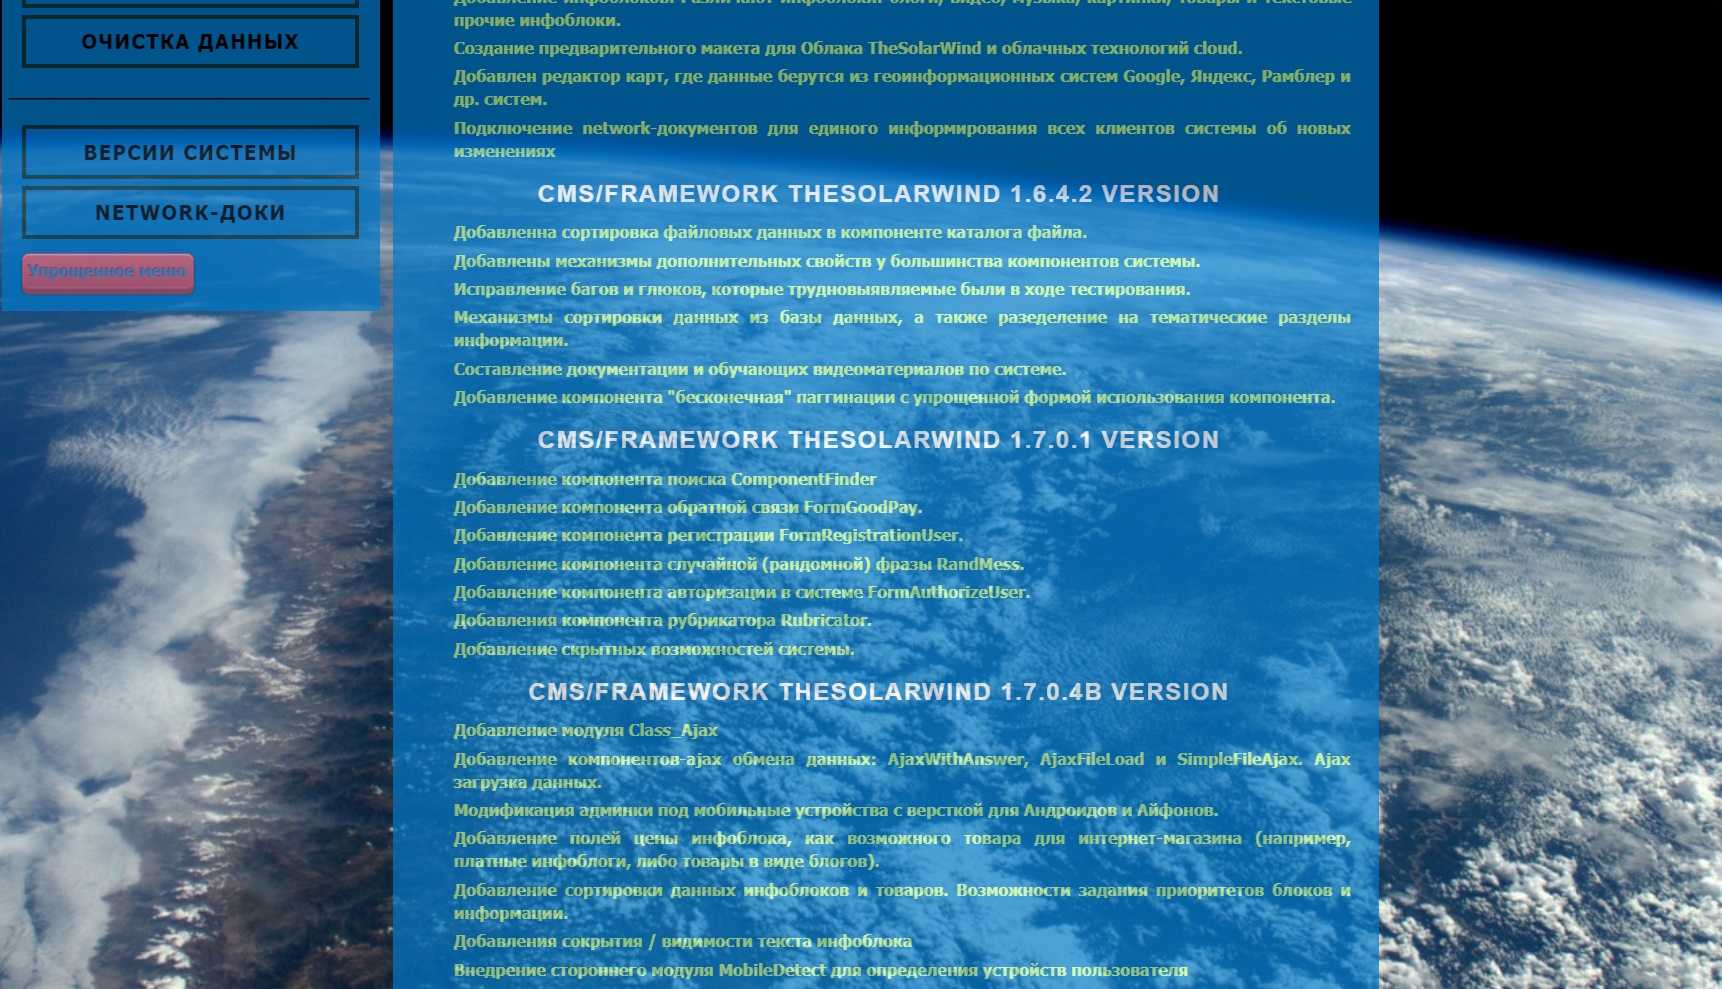 ОЧИСТКА ДАННЫХ
ВЕРСИИ СИСТЕМЫ
NETWORK-ДОКИ
Упрощенное меню
Добавление инфоблоков. Различают инфоблоки: блоги, видео, музыка, картинки, товары и текстовые
прочие инфоблоки.
Создание предварительного макета для Облака TheSolarWind и облачных технологий cloud.
Добавлен редактор карт, где данные берутся из геоинформационных систем Google, Яндекс, Рамблер и
др. систем.
Подключение network-документов для единого информирования всех клиентов системы об новых
изменениях
CMS/FRAMEWORK THESOLARWIND 1.6.4.2 VERSION
Добавленна сортировка файловых данных в компоненте каталога файла.
Добавлены механизмы дополнительных свойств у большинства компонентов системы.
Исправление багов и глюков, которые трудновыявляемые были в ходе тестирования.
Механизмы сортировки данных из базы данных, а также разеделение на тематические разделы
информации.
Составление документации и обучающих видеоматериалов по системе.
Добавление компонента "бесконечная" паггинации с упрощенной формой использования компонента.
CMS/FRAMEWORK THESOLARWIND 1.7.0.1 VERSION
Добавление компонента поиска ComponentFinder
Добавление компонента обратной связи FormGoodPay.
Добавление компонента регистрации FormRegistrationUser.
Добавление компонента случайной (рандомной) фразы RandMess.
Добавление компонента авторизации в системе FormAuthorizeUser.
Добавления компонента рубрикатора Rubricator.
Добавление скрытных возможностей системы.
CMS/FRAMEWORK THESOLARWIND 1.7.0.4B VERSION
Добавление модуля Class_Ajax
Добавление компонентов-ajax обмена данных: AjaxWithAnswer, AjaxFileLoad и SimpleFileAjax. Ajax
загрузка данных.
Модификация админки под мобильные устройства с версткой для Андроидов и Айфонов.
Добавление полей цены инфоблока, как возможного товара для интернет-магазина (например,
платные инфоблоги, либо товары в виде блогов).
Добавление сортировки данных инфоблоков и товаров. Возможности задания приоритетов блоков и
информации.
Добавления сокрытия / видимости текста инфоблока
Внедрение стороннего модуля MobileDetect для определения устройств пользователя